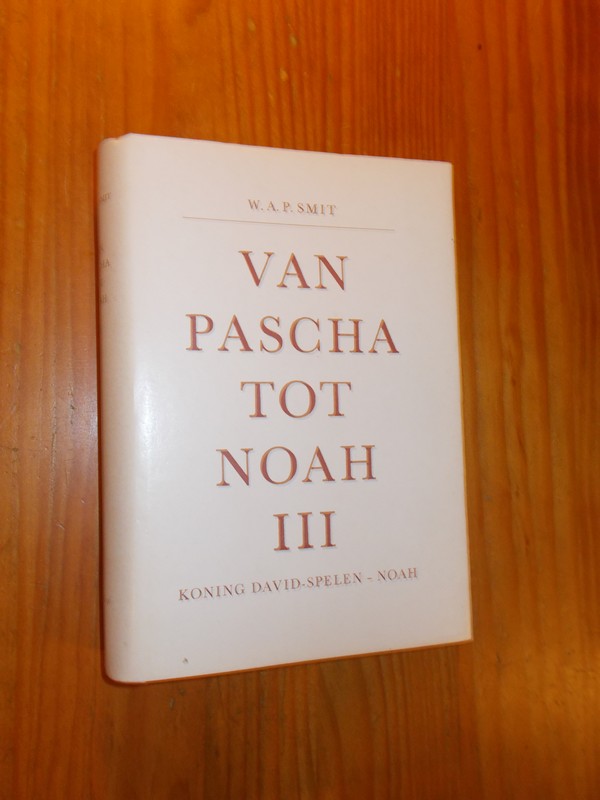 W.A.P. SMIT
VAN
PASCHA
TOT
NOAH
III
KONING DAVID-SPELEN - NOAH